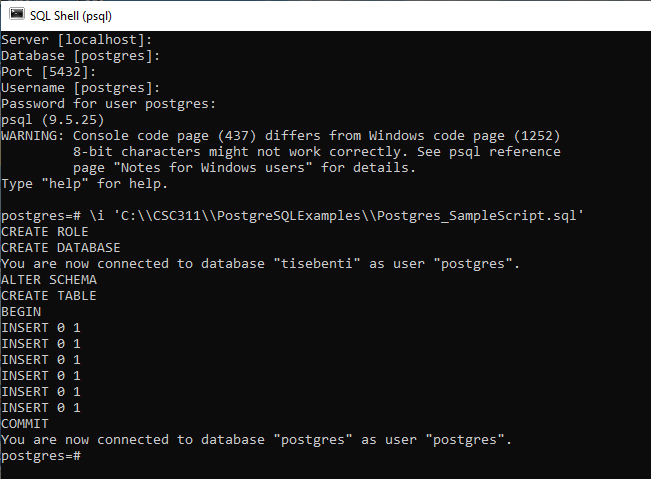 SQL Shell (psql)
Server [localhost]:
Database [postgres]:
Port [5432]:
Username [postgres]:
Password for user postgres:
psql (9.5.25)
WARNING: Console code page (437) differs from Windows code page (1252)
         8-bit characters might not work correctly. See psql reference
         page "Notes for Windows users" for details.
Type "help" for help.

postgres=# \i 'C:\\CSC311\\PostgreSQLExamples\\Postgres_SampleScript.sql'
CREATE ROLE
CREATE DATABASE
You are now connected to database "tisebenti" as user "postgres".
ALTER SCHEMA
CREATE TABLE
BEGIN
INSERT 0 1
INSERT 0 1
INSERT 0 1
INSERT 0 1
INSERT 0 1
INSERT 0 1
COMMIT
You are now connected to database "postgres" as user "postgres".
postgres=#